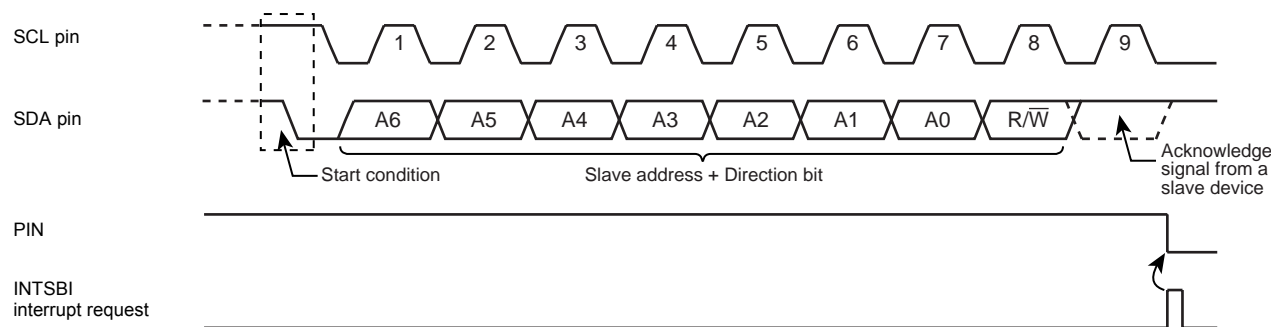 SCL pin
1 2 3 4 5 6 7 8 9
SDA pin
A6 A5 A4 A3 A2 A1 A0 R/W̅
Start condition
Slave address + Direction bit
Acknowledge
signal from a
slave device
PIN
INTSBI
interrupt request